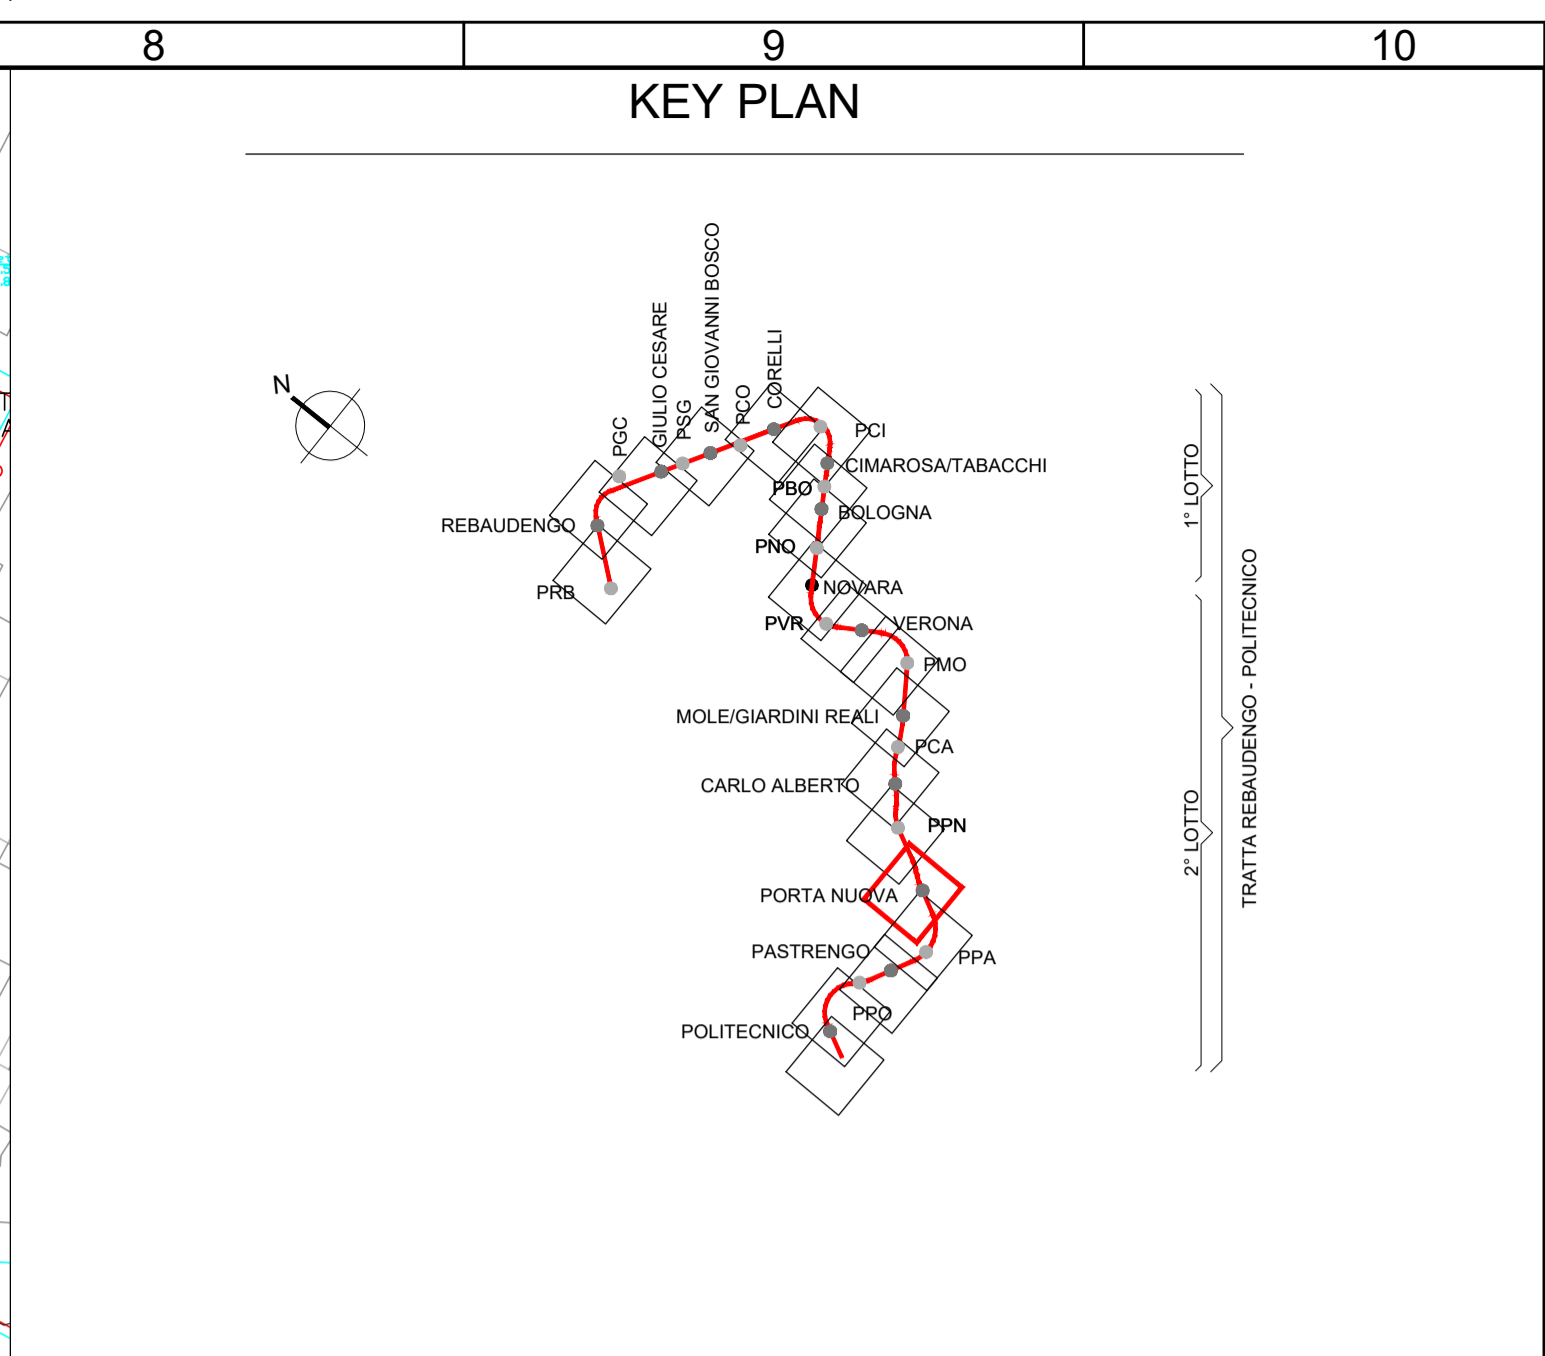 8
9
10
KEY PLAN
N
SAN GIOVANNI BOSCO
GIULIO CESARE
CORELLI
PCO
PSG
PGC
PCI
CIMAROSA/TABACCHI
PBO
BOLOGNA
REBAUDENGO
PNO
NOVARA
PRB
PVR
VERONA
PMO
MOLE/GIARDINI REALI
PCA
CARLO ALBERTO
PPN
PORTA NUOVA
PASTRENGO
PPA
PPO
POLITECNICO
1° LOTTO
2° LOTTO
TRATTA REBAUDENGO - POLITECNICO